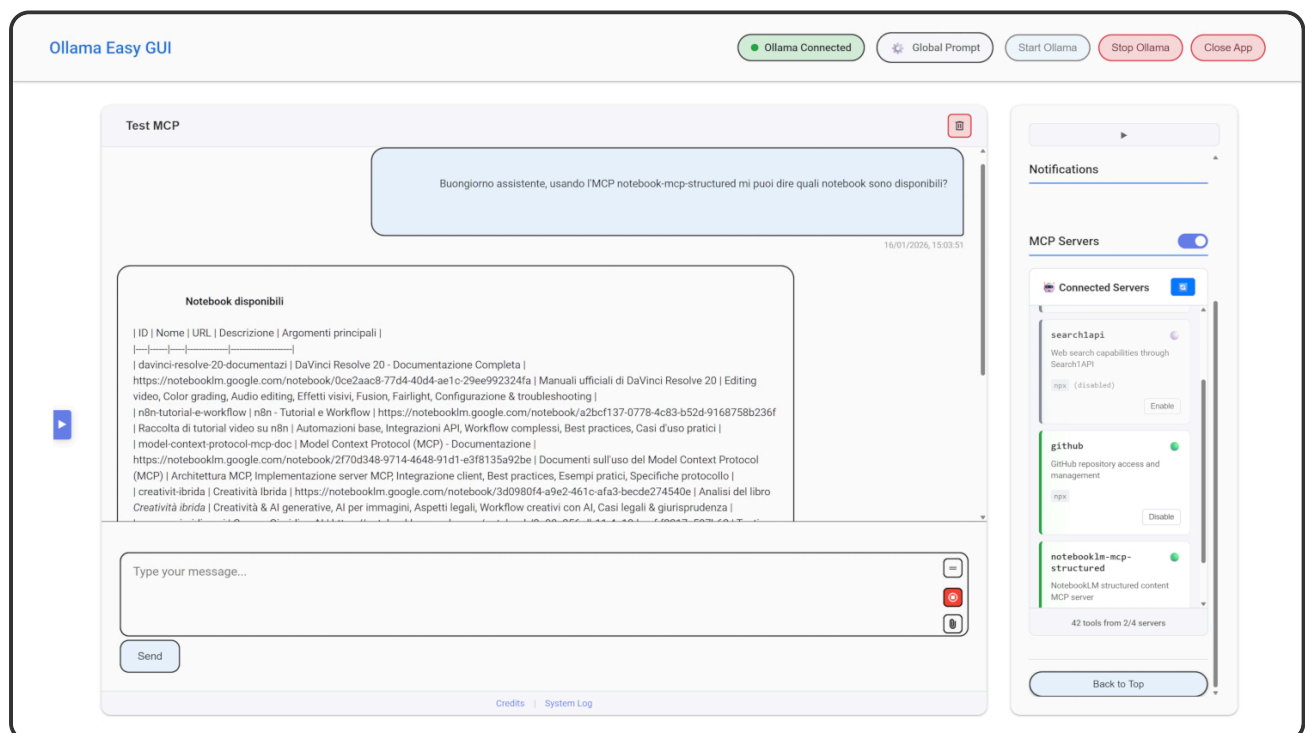 Ollama Easy GUI
Ollama Connected
Global Prompt
Start Ollama
Stop Ollama
Close App
Test MCP
Buongiorno assistente, usando l'MCP notebook-mcp-structured mi puoi dire quali notebook sono disponibili?
16/01/2026, 15:03:51
Notebook disponibili
| ID | Nome | URL | Descrizione | Argomenti principali |
|----|------|-----|-------------|----------------------|
| davinci-resolve-20-documentazi | DaVinci Resolve 20 - Documentazione Completa |
https://notebooklm.google.com/notebook/0ce2aac8-77d4-40d4-ae1c-29ee992324fa | Manuali ufficiali di DaVinci Resolve 20 | Editing
video, Color grading, Audio editing, Effetti visivi, Fusion, Fairlight, Configurazione & troubleshooting |
| n8n-tutorial-e-workflow | n8n - Tutorial e Workflow | https://notebooklm.google.com/notebook/a2bcf137-0778-4c83-b52d-9168758b236f
| Raccolta di tutorial video su n8n | Automazioni base, Integrazioni API, Workflow complessi, Best practices, Casi d'uso pratici |
| model-context-protocol-mcp-doc | Model Context Protocol (MCP) - Documentazione |
https://notebooklm.google.com/notebook/2f70d348-9714-4648-91d1-e3f8135a92be | Documenti sull'uso del Model Context Protocol
(MCP) | Architettura MCP, Implementazione server MCP, Integrazione client, Best practices, Esempi pratici, Specifiche protocollo |
| creativit-ibrida | Creatività Ibrida | https://notebooklm.google.com/notebook/3d0980f4-a9e2-461c-afa3-becde274540e | Analisi del libro
Creatività ibrida | Creatività & AI generative, AI per immagini, Aspetti legali, Workflow creativi con AI, Casi legali & giurisprudenza |
Type your message...
Send
Credits | System Log
Notifications
MCP Servers
Connected Servers
search1api
Web search capabilities through
Search1API
npx (disabled)
Enable
github
GitHub repository access and
management
npx
Disable
notebooklm-mcp-
structured
NotebookLM structured content
MCP server
42 tools from 2/4 servers
Back to Top